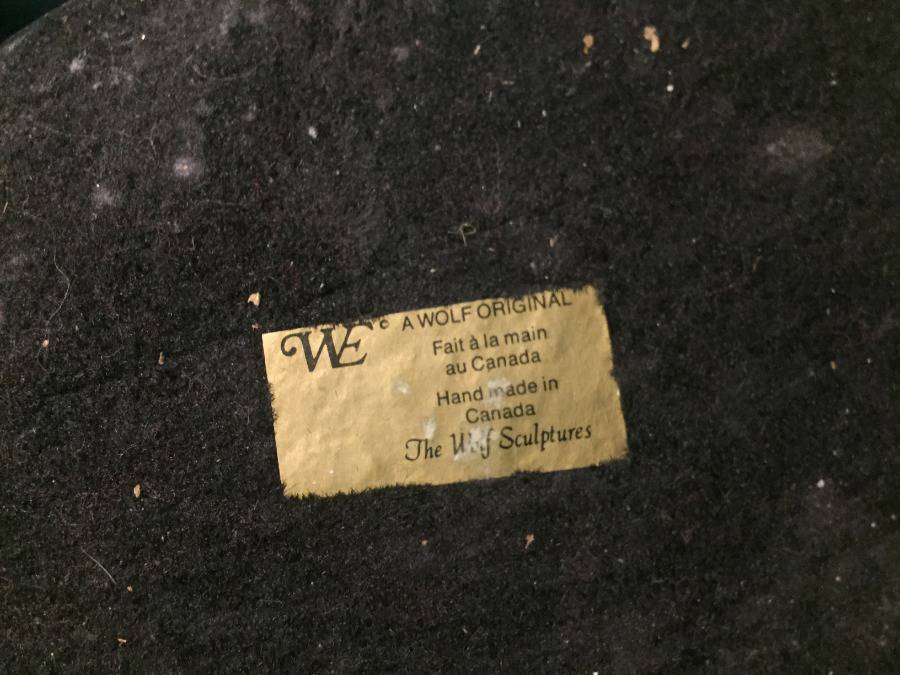 WE© A WOLF ORIGINAL
Fait à la main
au Canada
Hand made in
Canada
The Wolf Sculptures